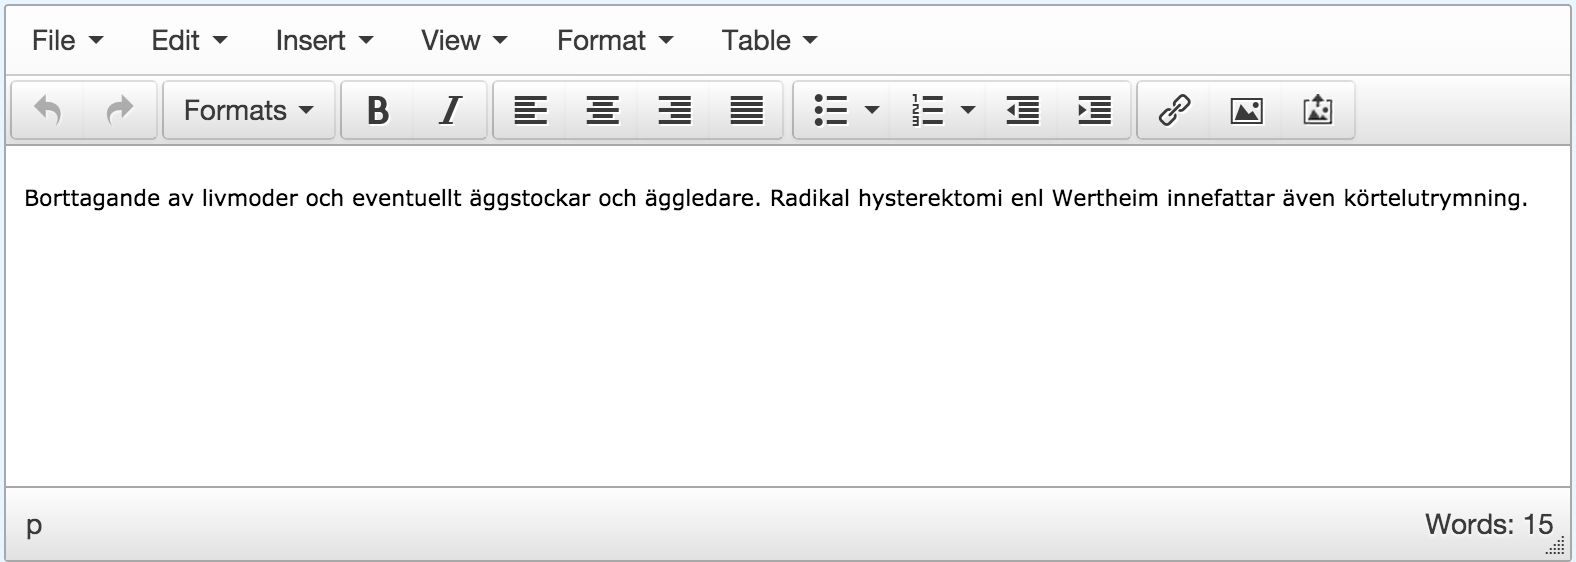 File Edit Insert View Format Table
Formats B I
Borttagande av livmoder och eventuellt äggstockar och äggledare. Radikal hysterektomi enl Wertheim innefattar även körtelutrymning.
p Words: 15